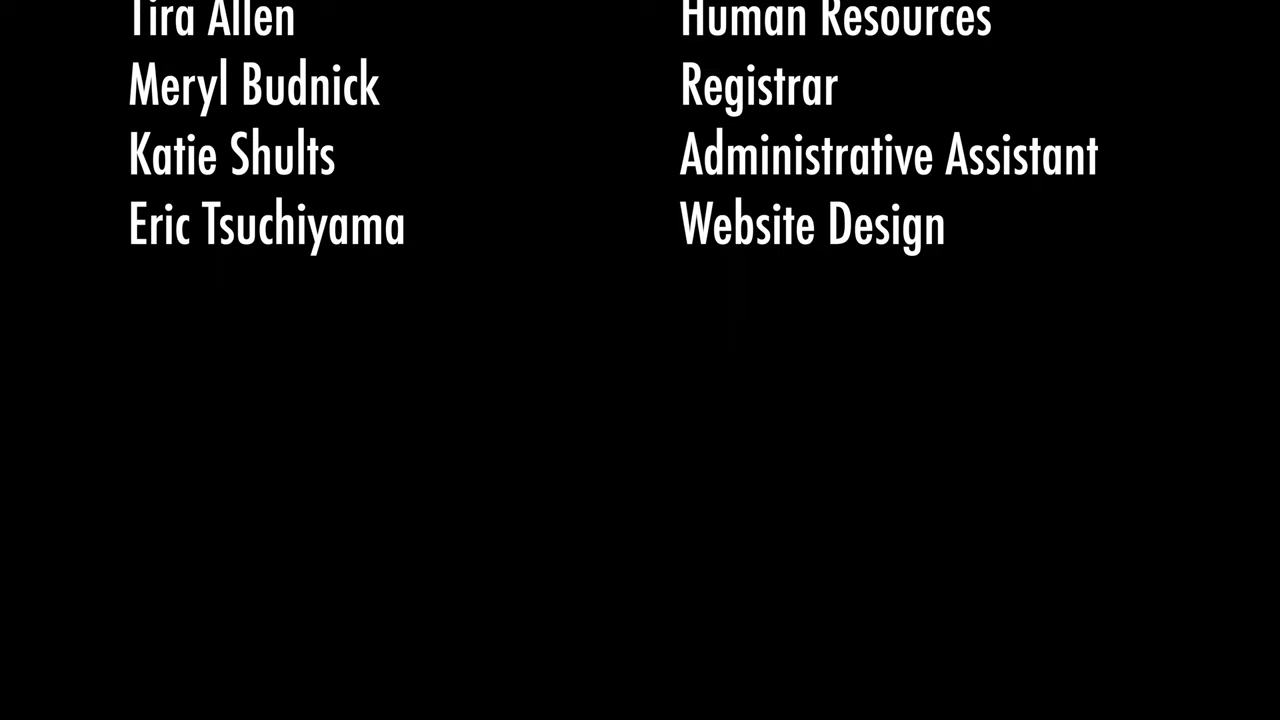 Tira Allen Human Resources
Meryl Budnick Registrar
Katie Shults Administrative Assistant
Eric Tsuchiyama Website Design